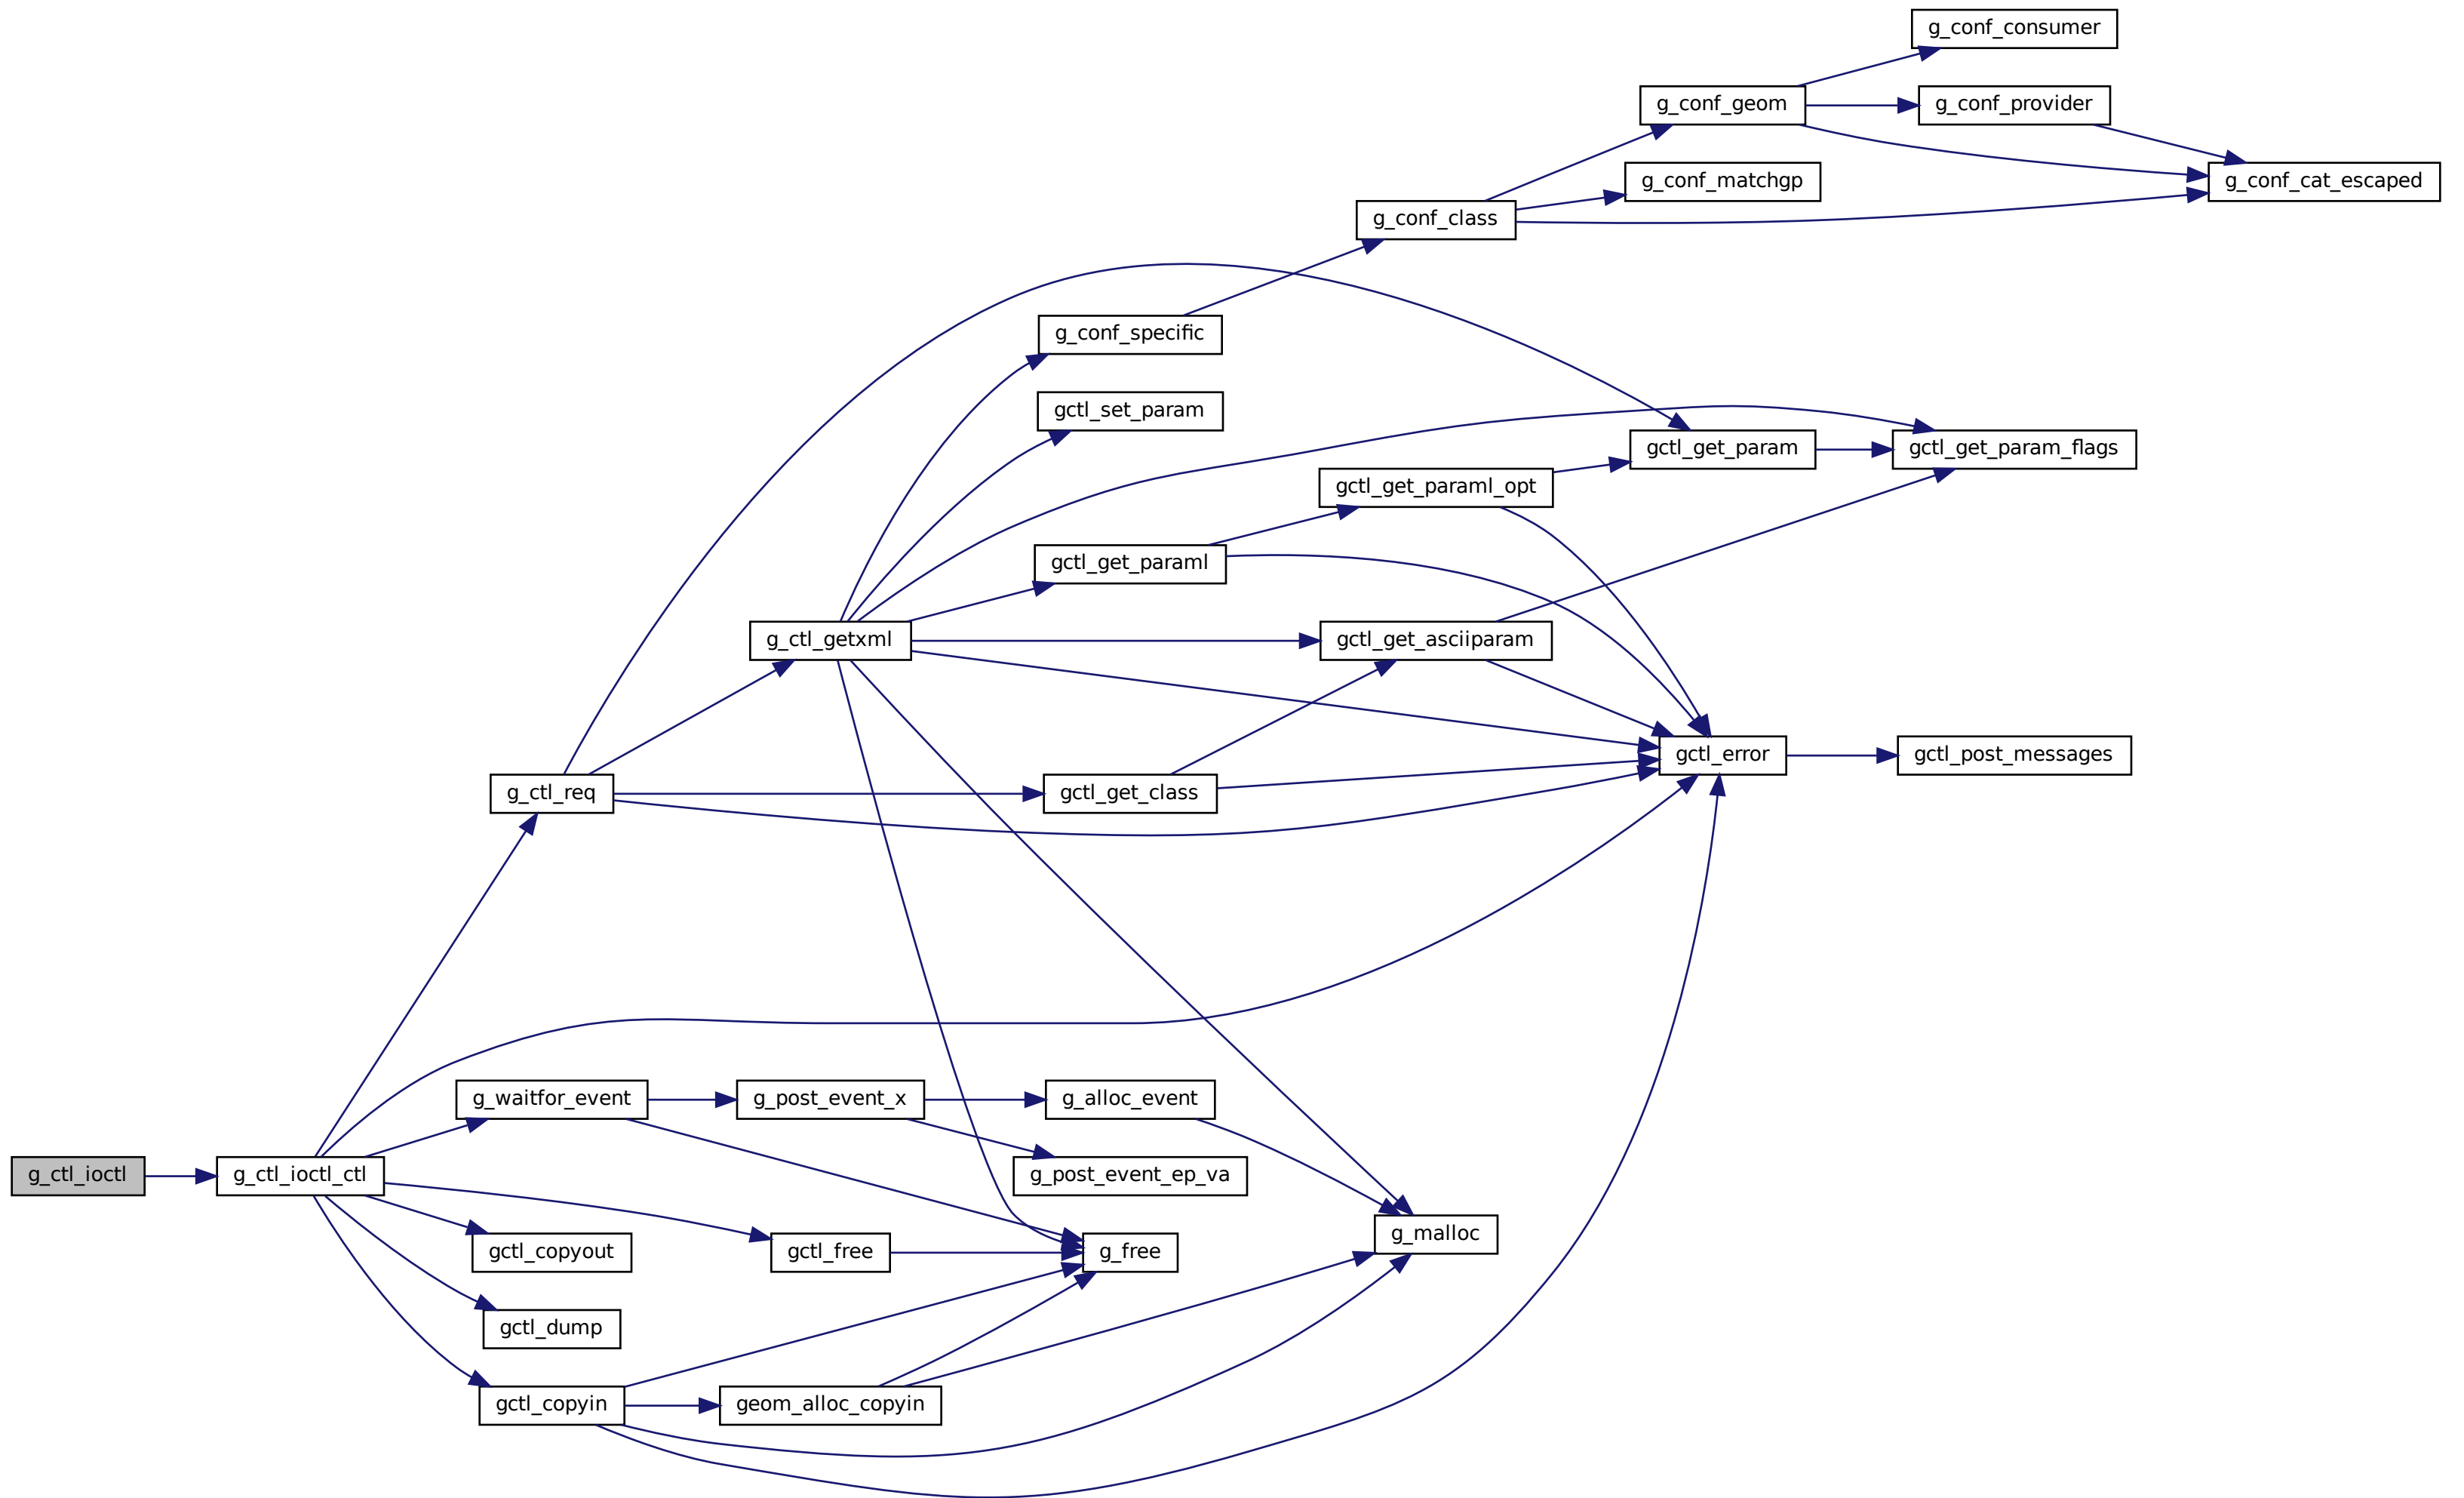 g_conf_consumer
g_conf_geom
g_conf_provider
g_conf_matchgp
g_conf_cat_escaped
g_conf_class
g_conf_specific
gctl_set_param
gctl_get_param
gctl_get_param_flags
gctl_get_paraml_opt
gctl_get_paraml
g_ctl_getxml
gctl_get_asciiparam
gctl_error
gctl_post_messages
g_ctl_req
gctl_get_class
g_waitfor_event
g_post_event_x
g_alloc_event
g_ctl_ioctl
g_ctl_ioctl_ctl
g_post_event_ep_va
gctl_copyout
gctl_free
g_free
g_malloc
gctl_dump
gctl_copyin
geom_alloc_copyin